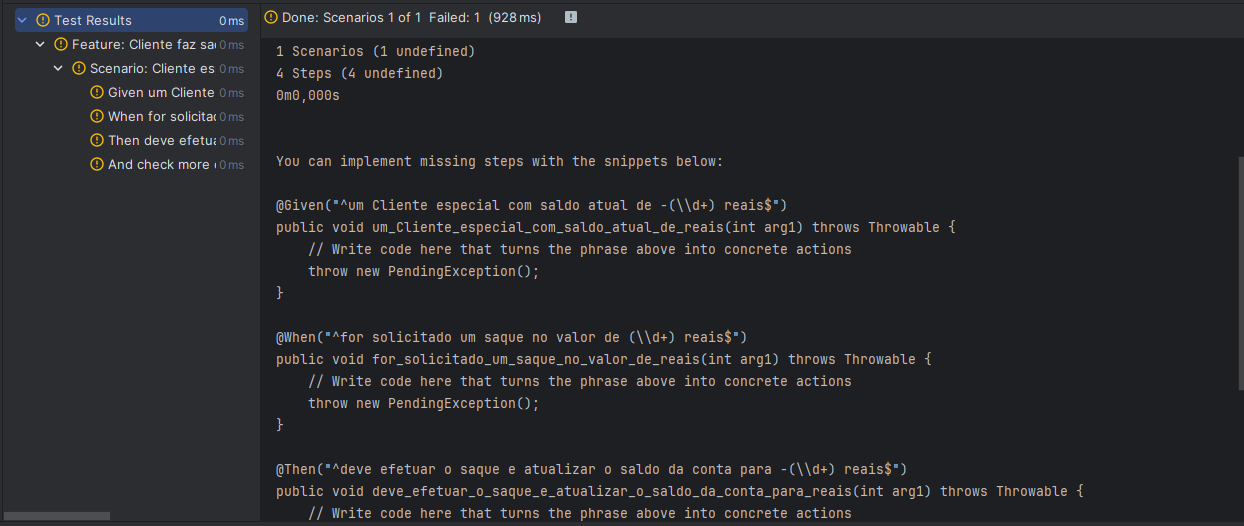 Test Results 0 ms
Feature: Cliente faz 0 ms
Scenario: Cliente es 0 ms
Given um Cliente 0 ms
When for 0 ms
Then deve 0 ms
And check more 0 ms
Done: Scenarios 1 of 1 Failed: 1 (928 ms)
1 Scenarios (1 undefined)
4 Steps (4 undefined)
0m0,000s
You can implement missing steps with the snippets below:
@Given("^um Cliente especial com saldo atual de -(\\d+) reais$")
public void um_Cliente_especial_com_saldo_atual_de_reais(int arg1) throws Throwable {
// Write code here that turns the phrase above into concrete actions
throw new PendingException();
}
@When("^for solicitado um saque no valor de (\\d+) reais$")
public void for_solicitado_um_saque_no_valor_de_reais(int arg1) throws Throwable {
// Write code here that turns the phrase above into concrete actions
throw new PendingException();
}
@Then("^deve efetuar o saque e atualizar o saldo da conta para -(\\d+) reais$")
public void deve_efetuar_o_saque_e_atualizar_o_saldo_da_conta_para_reais(int arg1) throws Throwable {
// Write code here that turns the phrase above into concrete actions